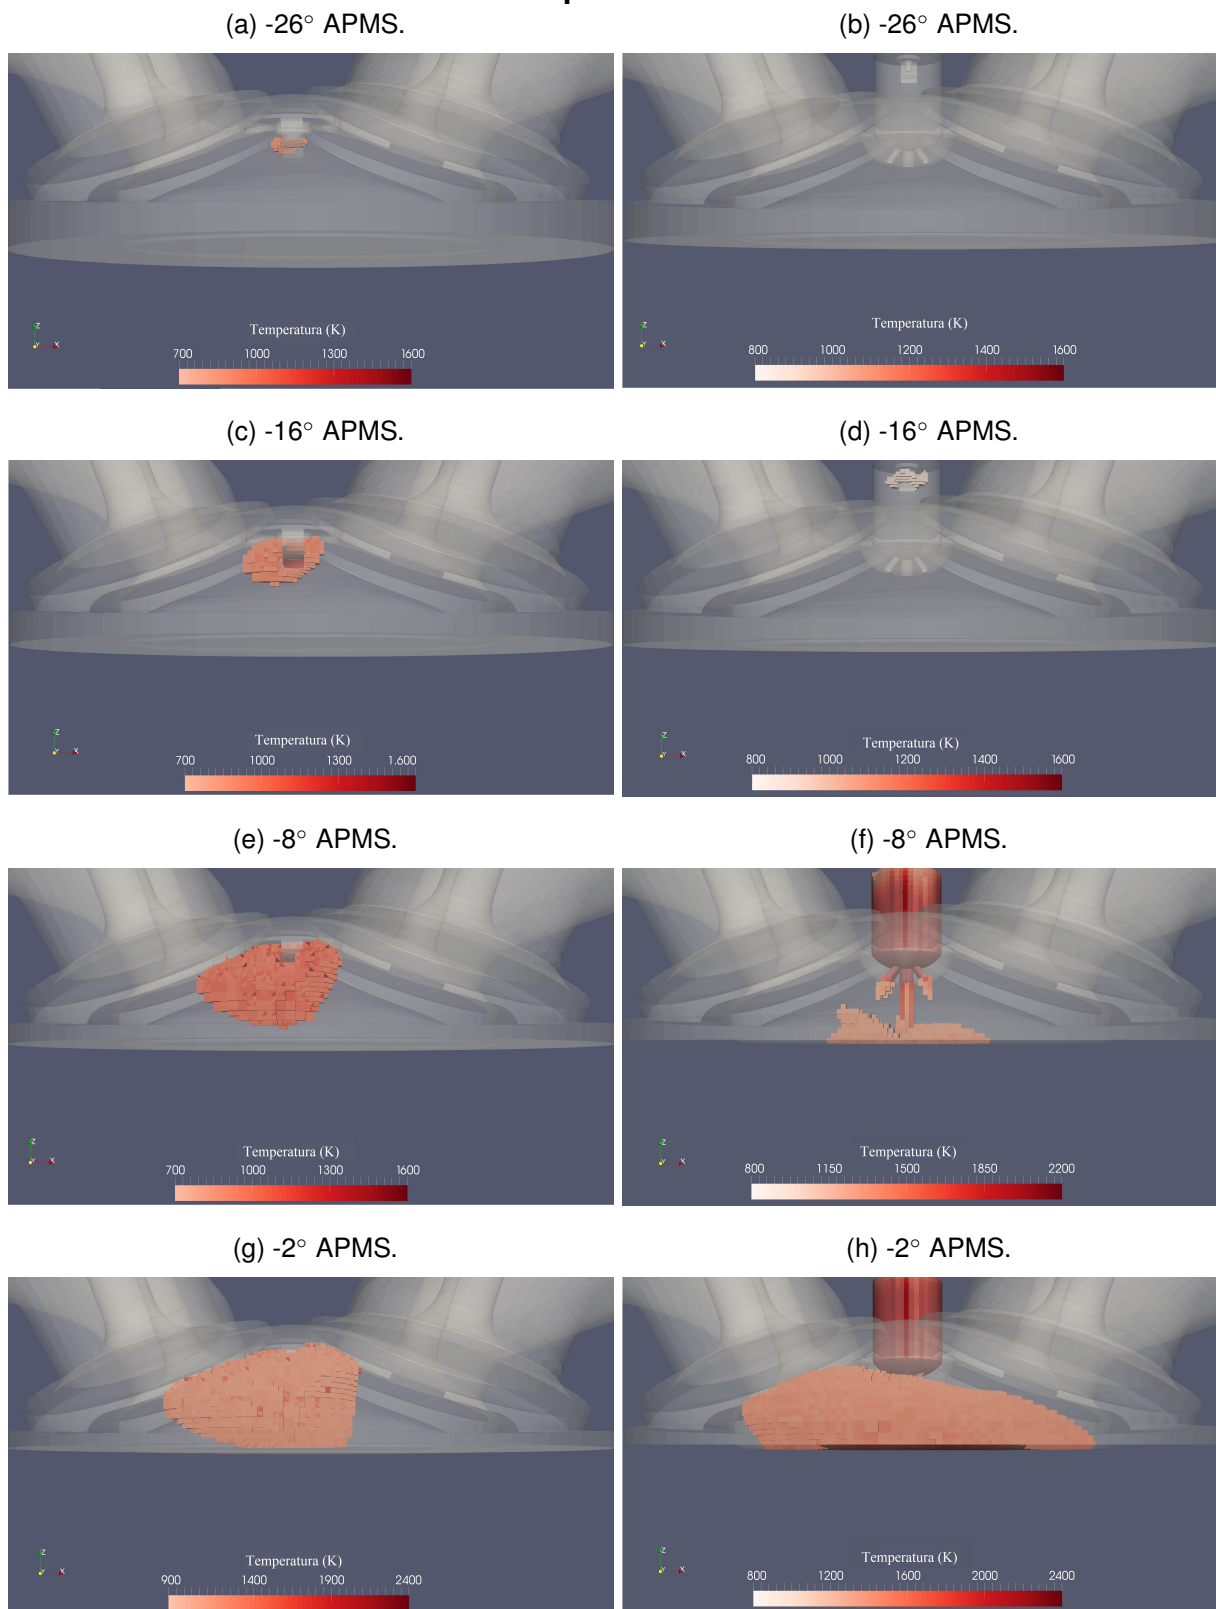 (a) -26° APMS.
(b) -26° APMS.
Temperatura (K)
700 1000 1300 1600
Temperatura (K)
800 1000 1200 1400 1600
Z
Y X
Z
Y X
(c) -16° APMS.
(d) -16° APMS.
Temperatura (K)
700 1000 1300 1.600
Temperatura (K)
800 1000 1200 1400 1600
Z
Y X
Z
Y X
(e) -8° APMS.
(f) -8° APMS.
Temperatura (K)
700 1000 1300 1600
Temperatura (K)
800 1150 1500 1850 2200
Z
Y X
Z
Y X
(g) -2° APMS.
(h) -2° APMS.
Temperatura (K)
900 1400 1900 2400
Temperatura (K)
800 1200 1600 2000 2400
Z
Y X
Z
Y X